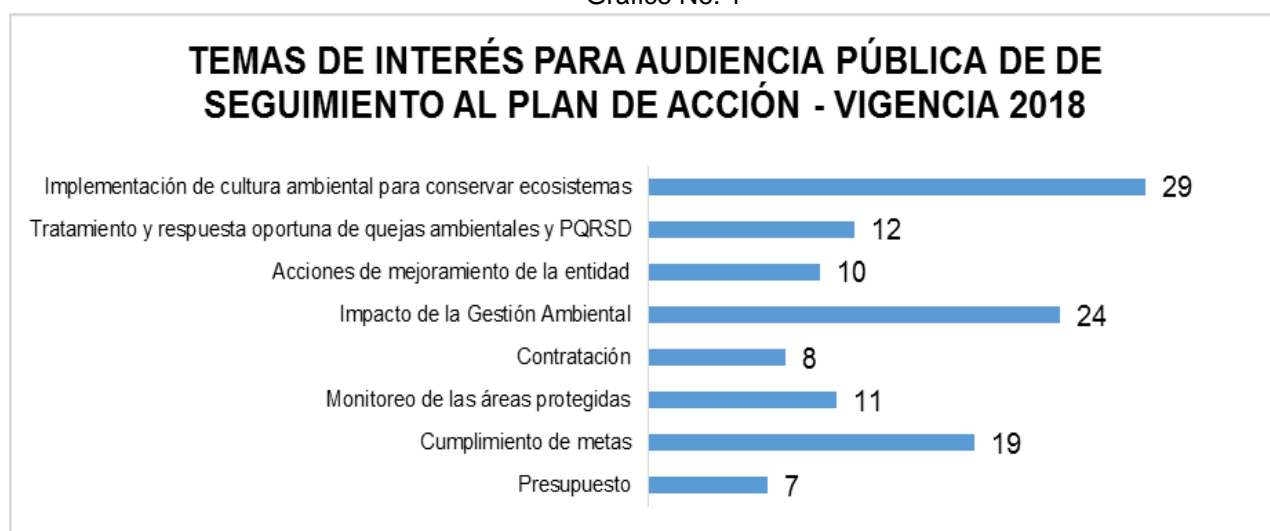 TEMAS DE INTERÉS PARA AUDIENCIA PÚBLICA DE DE
SEGUIMIENTO AL PLAN DE ACCIÓN - VIGENCIA 2018
Implementación de cultura ambiental para conservar ecosistemas 29
Tratamiento y respuesta oportuna de quejas ambientales y PQRSD 12
Acciones de mejoramiento de la entidad 10
Impacto de la Gestión Ambiental 24
Contratación 8
Monitoreo de las áreas protegidas 11
Cumplimiento de metas 19
Presupuesto 7